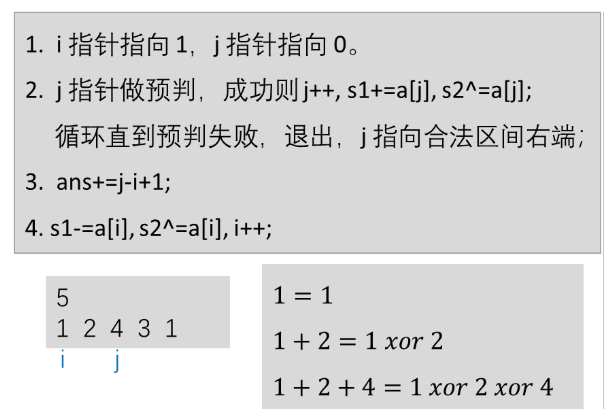 1. i 指针指向 1， j 指针指向 0。
2. j 指针做预判， 成功则 j++, s1+=a[j], s2^=a[j];
循环直到预判失败， 退出， j 指向合法区间右端;
3. ans+=j-i+1;
4. s1-=a[i], s2^=a[i], i++;
5
1 2 4 3 1
i j
1 = 1
1 + 2 = 1 xor 2
1 + 2 + 4 = 1 xor 2 xor 4